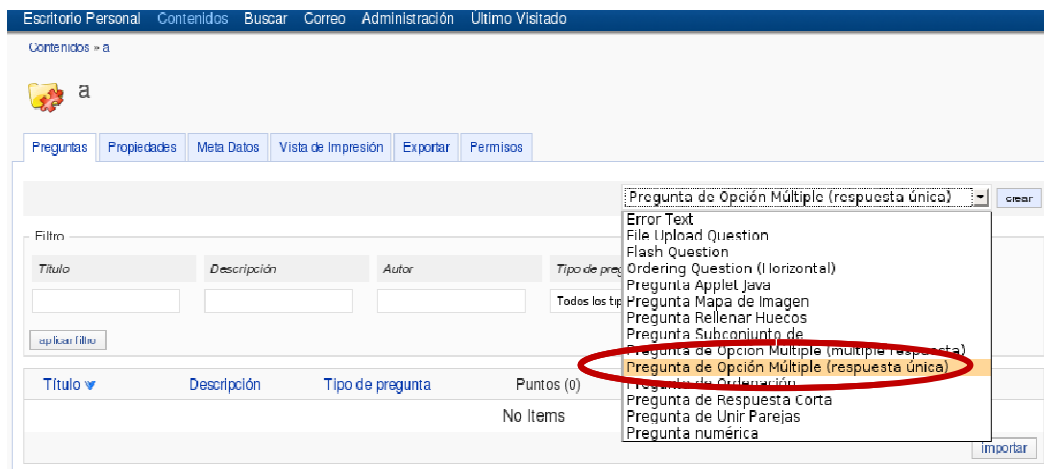 Escritorio Personal Contenidos Buscar Correo Administración Último Visitado
Contenidos » a
a
Preguntas Propiedades Meta Datos Vista de Impresión Exportar Permisos
Pregunta de Opción Múltiple (respuesta única) crear
Error Text
File Upload Question
Flash Question
Ordering Question (Horizontal)
Pregunta Applet Java
Pregunta Mapa de Imagen
Pregunta Rellenar Huecos
Pregunta Subconjunto de
Pregunta de Opción Múltiple (múltiple respuesta)
Pregunta de Opción Múltiple (respuesta única)
Pregunta de Ordenación
Pregunta de Respuesta Corta
Pregunta de Unir Parejas
Pregunta numérica
Filtro
Título Descripción Autor Tipo de preg
Todos los tip
aplicar filtro
Título Descripción Tipo de pregunta Puntos (0)
No Items
importar